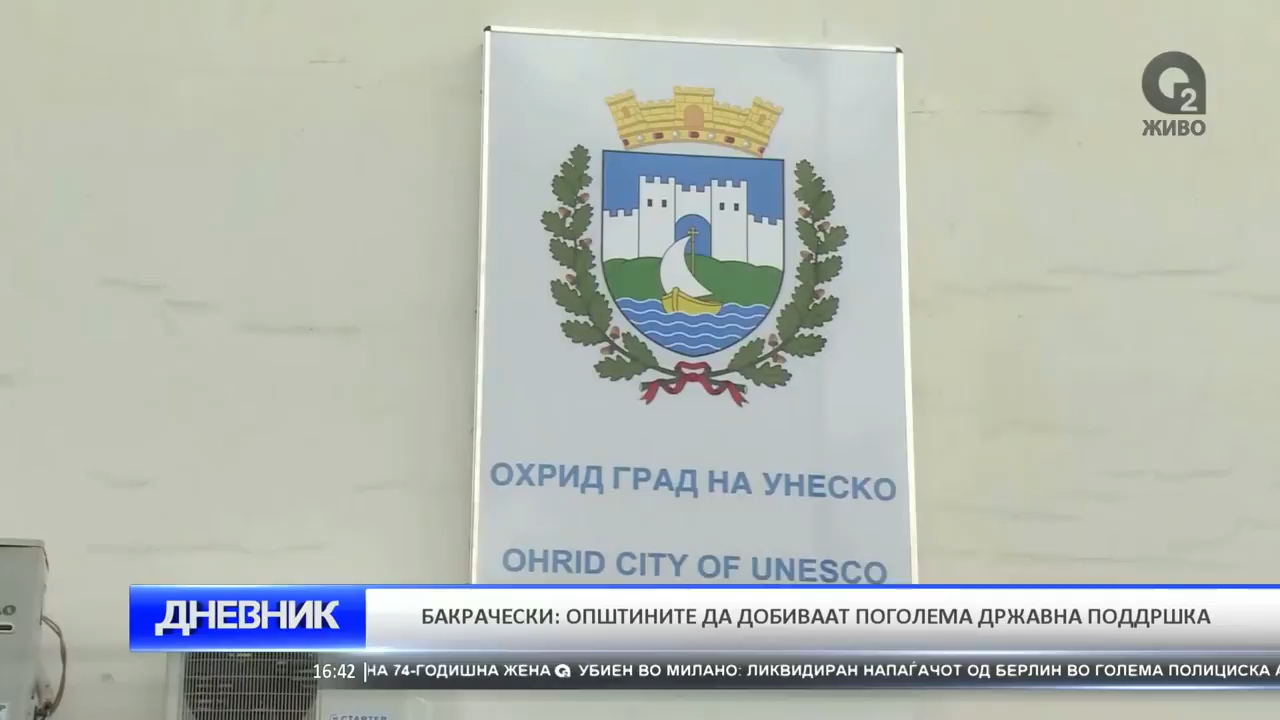 2
ЖИВО
ОХРИД ГРАД НА УНЕСКО
OHRID CITY OF UNESCO
ДНЕВНИК
БАКРАЧЕСКИ: ОПШТИНИТЕ ДА ДОБИВААТ ПОГОЛЕМА ДРЖАВНА ПОДДРШКА
16:42
НА 74-ГОДИШНА ЖЕНА УБИЕН ВО МИЛАНО: ЛИКВИДИРАН НАПАЃАЧОТ ОД БЕРЛИН ВО ГОЛЕМА ПОЛИЦИСКА